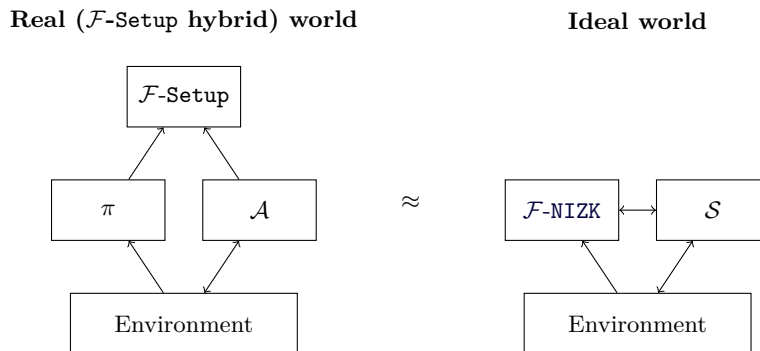 Real (𝓕-Setup hybrid) world
Ideal world
𝓕-Setup
π
𝒜
≈
𝓕-NIZK
𝒮
Environment
Environment